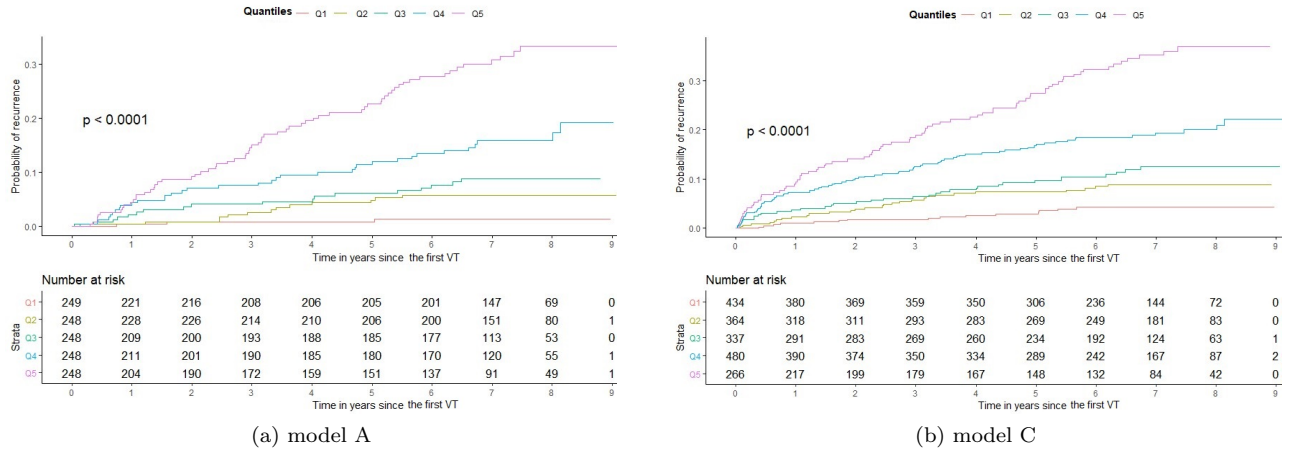 Quantiles Q1 Q2 Q3 Q4 Q5
Probability of recurrence
0.3
0.2
0.1
0.0
p < 0.0001
0 1 2 3 4 5 6 7 8 9
Time in years since the first VT
Number at risk
Strata
Q1 249 221 216 208 206 205 201 147 69 0
Q2 248 228 226 214 210 206 200 151 80 1
Q3 248 209 200 193 188 185 177 113 53 0
Q4 248 211 201 190 185 180 170 120 55 1
Q5 248 204 190 172 159 151 137 91 49 1
0 1 2 3 4 5 6 7 8 9
Time in years since the first VT
(a) model A
Quantiles Q1 Q2 Q3 Q4 Q5
Probability of recurrence
0.3
0.2
0.1
0.0
p < 0.0001
0 1 2 3 4 5 6 7 8 9
Time in years since the first VT
Number at risk
Strata
Q1 434 380 369 359 350 306 236 144 72 0
Q2 364 318 311 293 283 269 249 181 83 0
Q3 337 291 283 269 260 234 192 124 63 1
Q4 480 390 374 350 334 289 242 167 87 2
Q5 266 217 199 179 167 148 132 84 42 0
0 1 2 3 4 5 6 7 8 9
Time in years since the first VT
(b) model C